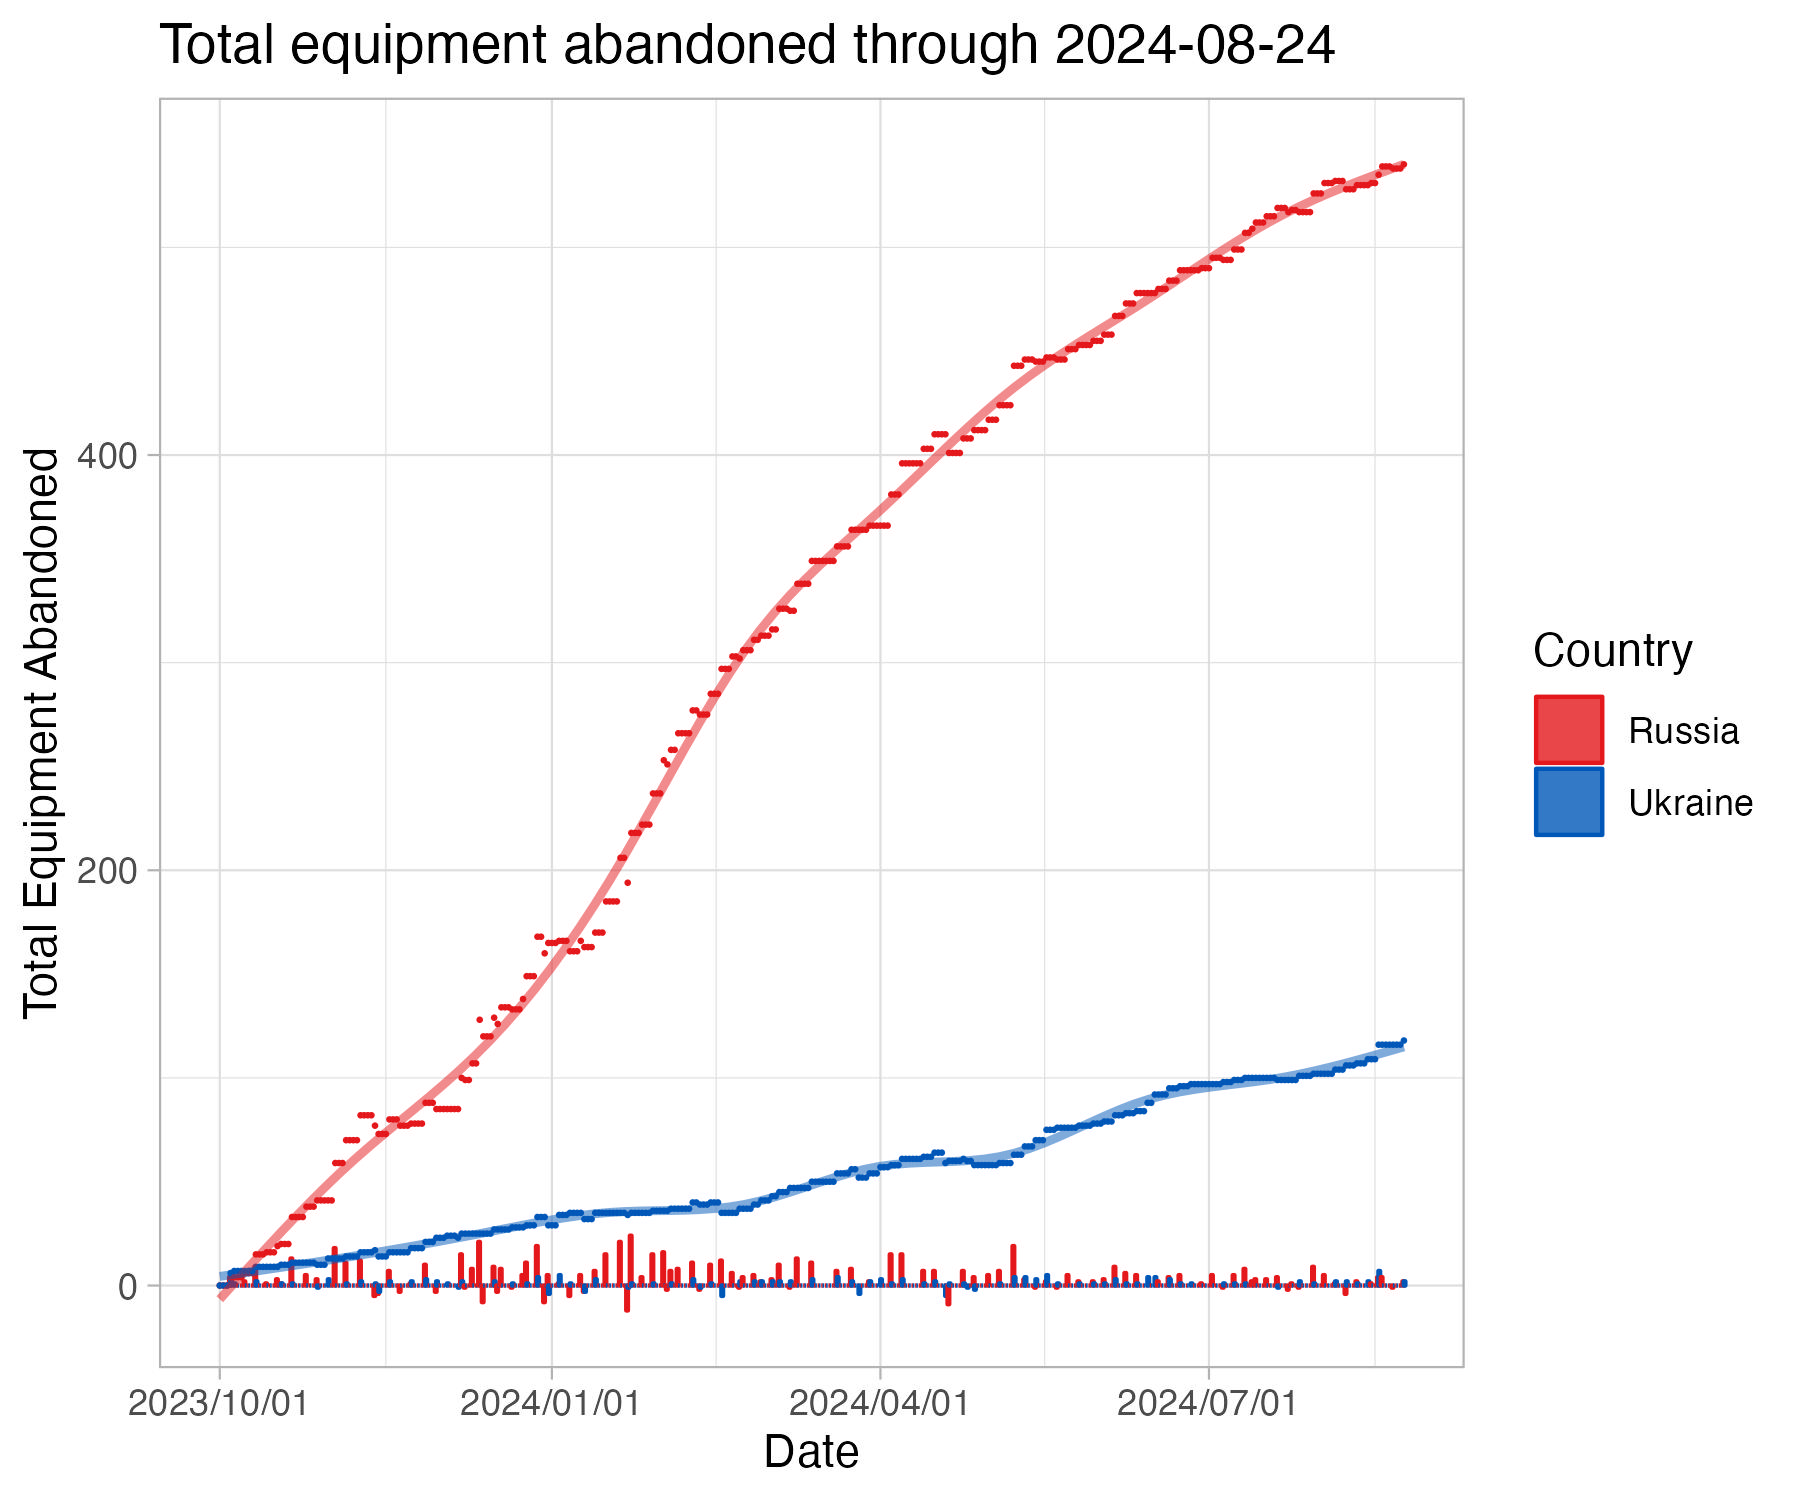 Total equipment abandoned through 2024-08-24
Total Equipment Abandoned
400
200
0
2023/10/01
2024/01/01
2024/04/01
2024/07/01
Date
Country
Russia
Ukraine